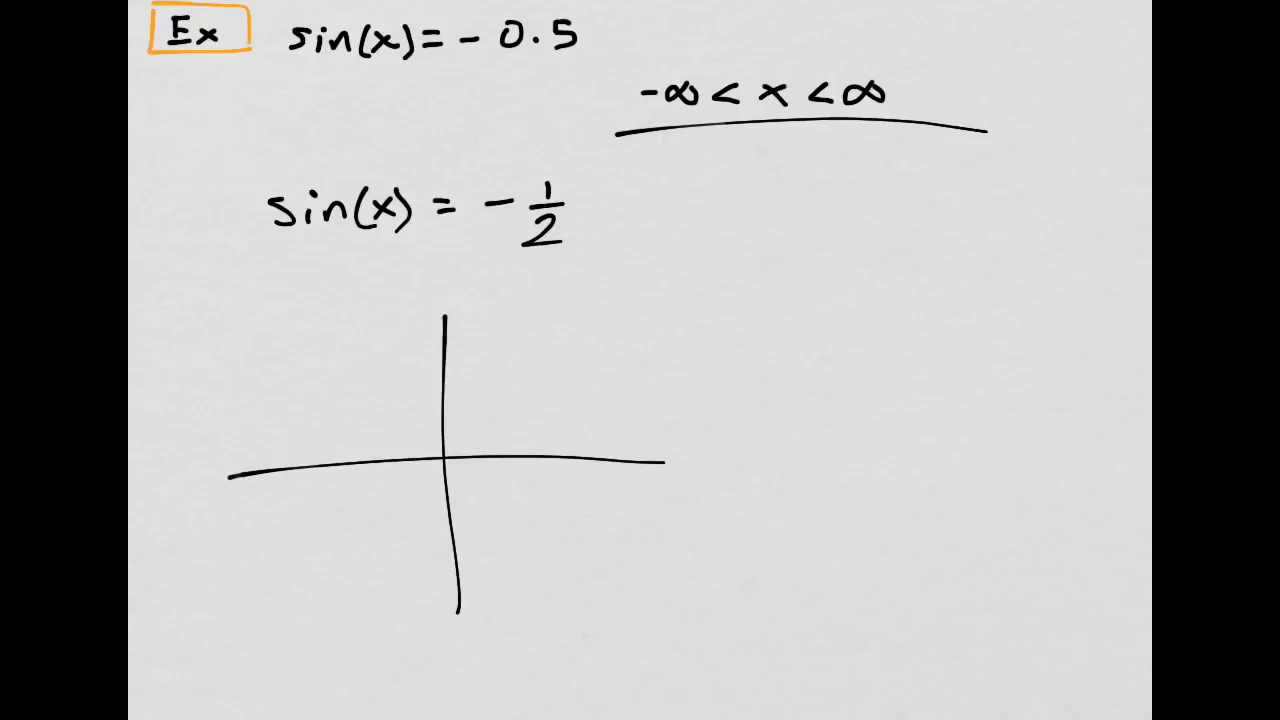 Ex sin(x) = - 0.5
-∞ < x < ∞
sin(x) = - 1/2